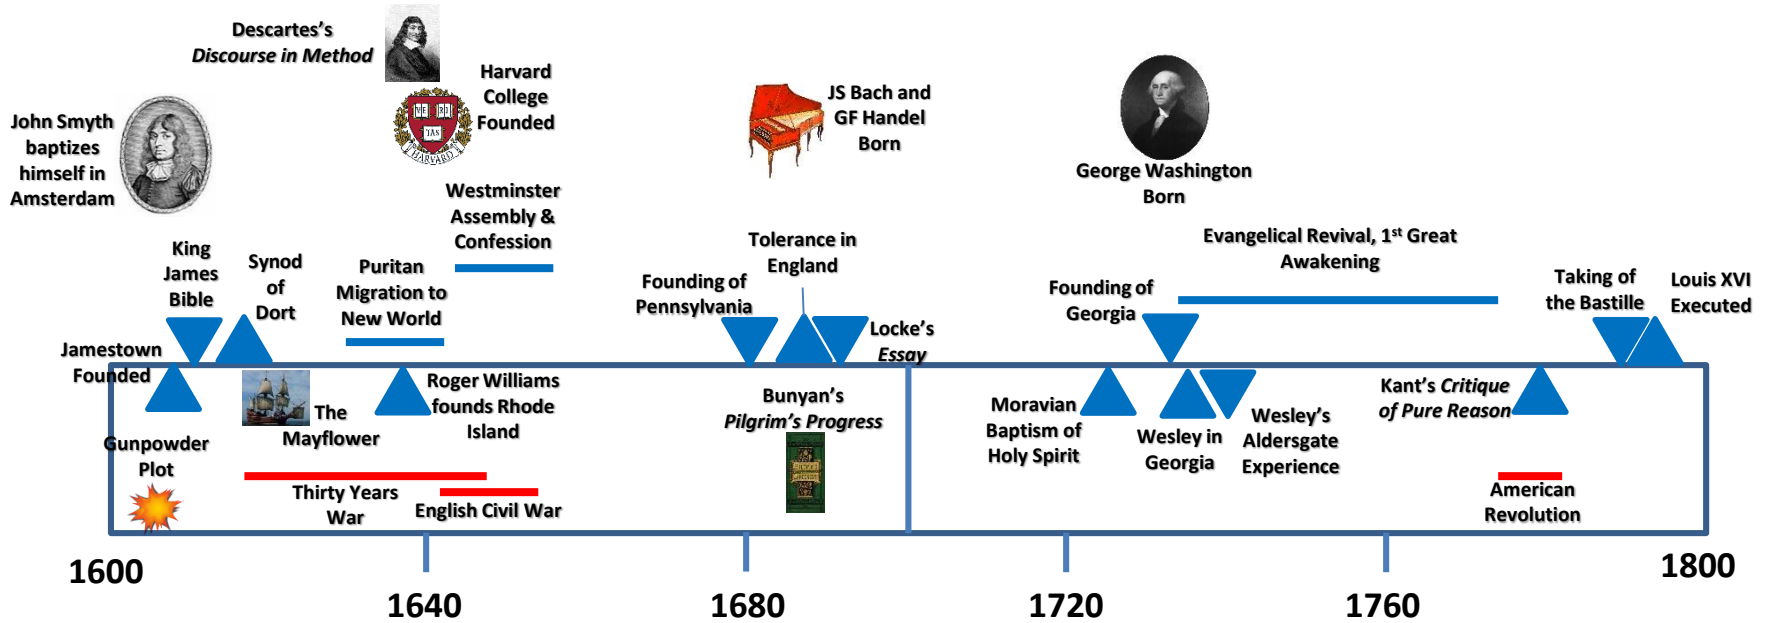 Descartes's
Discourse in Method
Harvard
College
Founded
VE RI
TAS
HARVARD
John Smyth
baptizes
himself in
Amsterdam
JS Bach and
GF Handel
Born
George Washington
Born
Westminster
Assembly &
Confession
King
James
Bible
Synod
of
Dort
Puritan
Migration to
New World
Founding of
Pennsylvania
Tolerance in
England
Locke's
Essay
Founding of
Georgia
Evangelical Revival, 1st Great
Awakening
Taking of
the Bastille
Louis XVI
Executed
Jamestown
Founded
Gunpowder
Plot
The
Mayflower
Roger Williams
founds Rhode
Island
Thirty Years
War
English Civil War
Bunyan's
Pilgrim's Progress
Moravian
Baptism of
Holy Spirit
Wesley in
Georgia
Wesley's
Aldersgate
Experience
Kant's Critique
of Pure Reason
American
Revolution
1600
1640
1680
1720
1760
1800